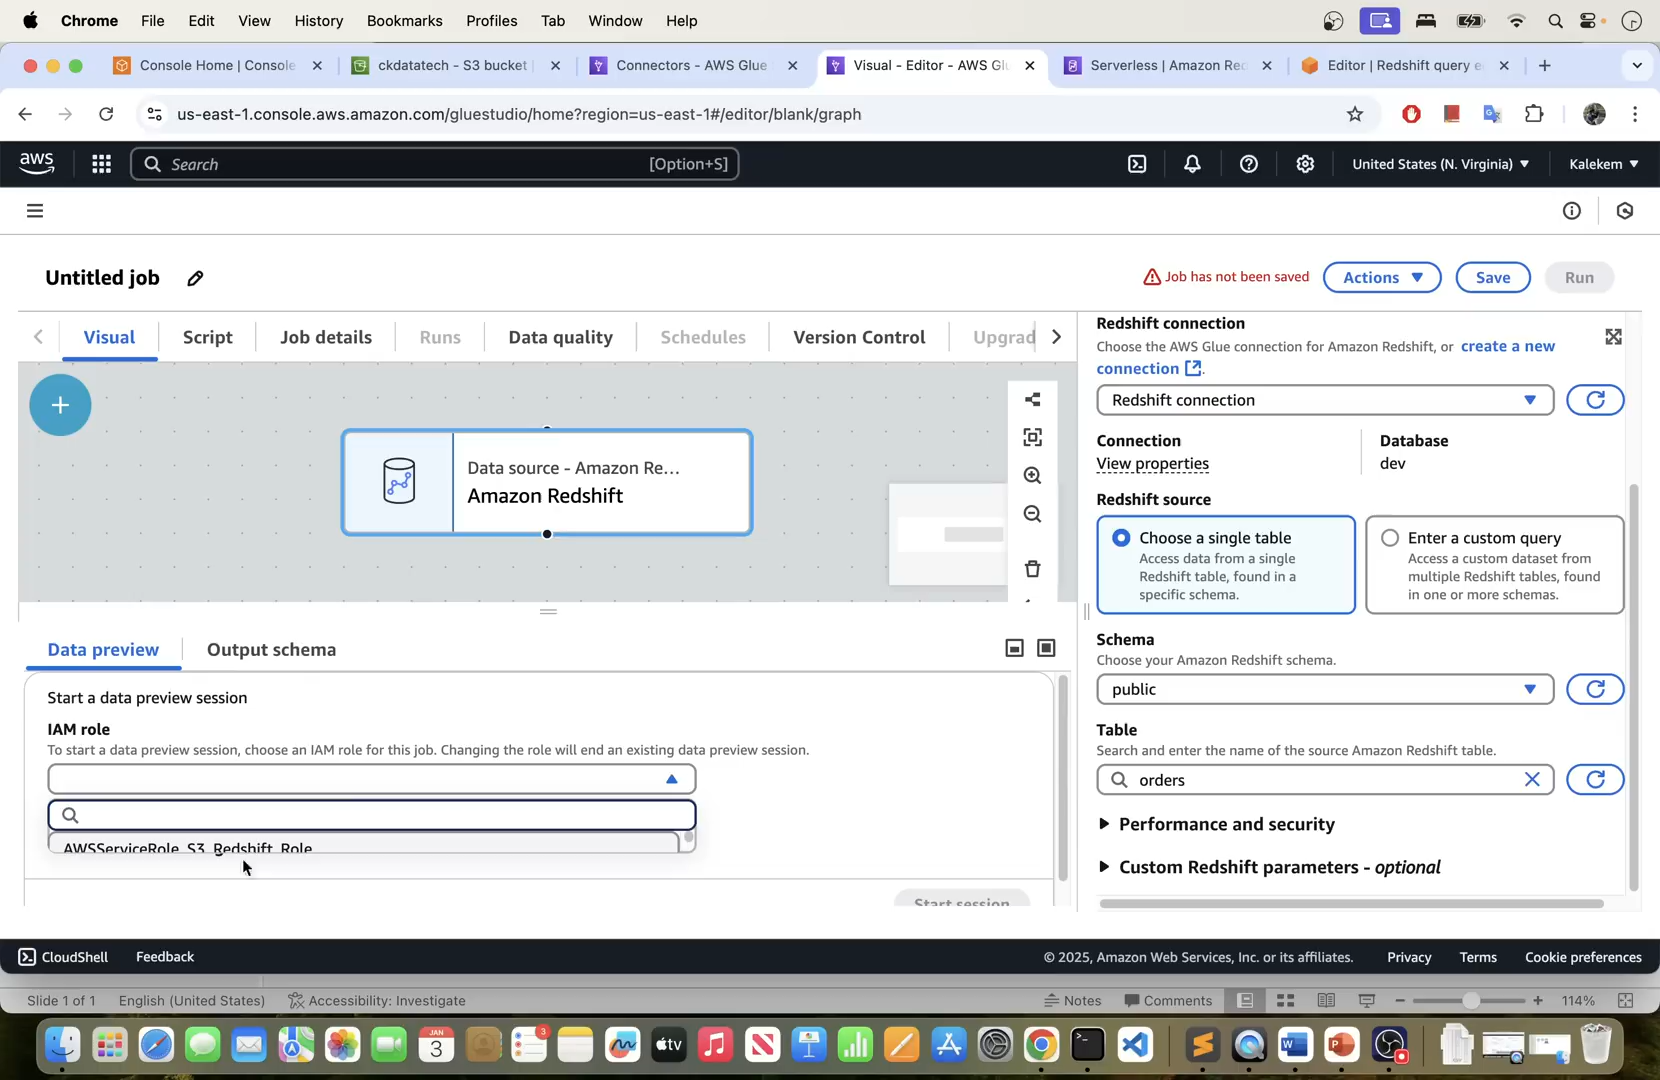 Chrome File Edit View History Bookmarks Profiles Tab Window Help
Console Home | Console
ckdatatech - S3 bucket |
Connectors - AWS Glue
Visual - Editor - AWS Glu
Serverless | Amazon Red
Editor | Redshift query e
us-east-1.console.aws.amazon.com/gluestudio/home?region=us-east-1#/editor/blank/graph
aws
Search
[Option+S]
United States (N. Virginia)
Kalekem
Untitled job
Job has not been saved
Actions
Save
Run
Visual
Script
Job details
Runs
Data quality
Schedules
Version Control
Upgrad
Data source - Amazon Re...
Amazon Redshift
Data preview
Output schema
Start a data preview session
IAM role
To start a data preview session, choose an IAM role for this job. Changing the role will end an existing data preview session.
AWSServiceRole_S3_Redshift_Role
Start session
Redshift connection
Choose the AWS Glue connection for Amazon Redshift, or create a new
connection.
Redshift connection
Connection
View properties
Database
dev
Redshift source
Choose a single table
Access data from a single
Redshift table, found in a
specific schema.
Enter a custom query
Access a custom dataset from
multiple Redshift tables, found
in one or more schemas.
Schema
Choose your Amazon Redshift schema.
public
Table
Search and enter the name of the source Amazon Redshift table.
orders
Performance and security
Custom Redshift parameters - optional
CloudShell
Feedback
© 2025, Amazon Web Services, Inc. or its affiliates.
Privacy
Terms
Cookie preferences
Slide 1 of 1
English (United States)
Accessibility: Investigate
Notes
Comments
114%
JAN
3
3
tv